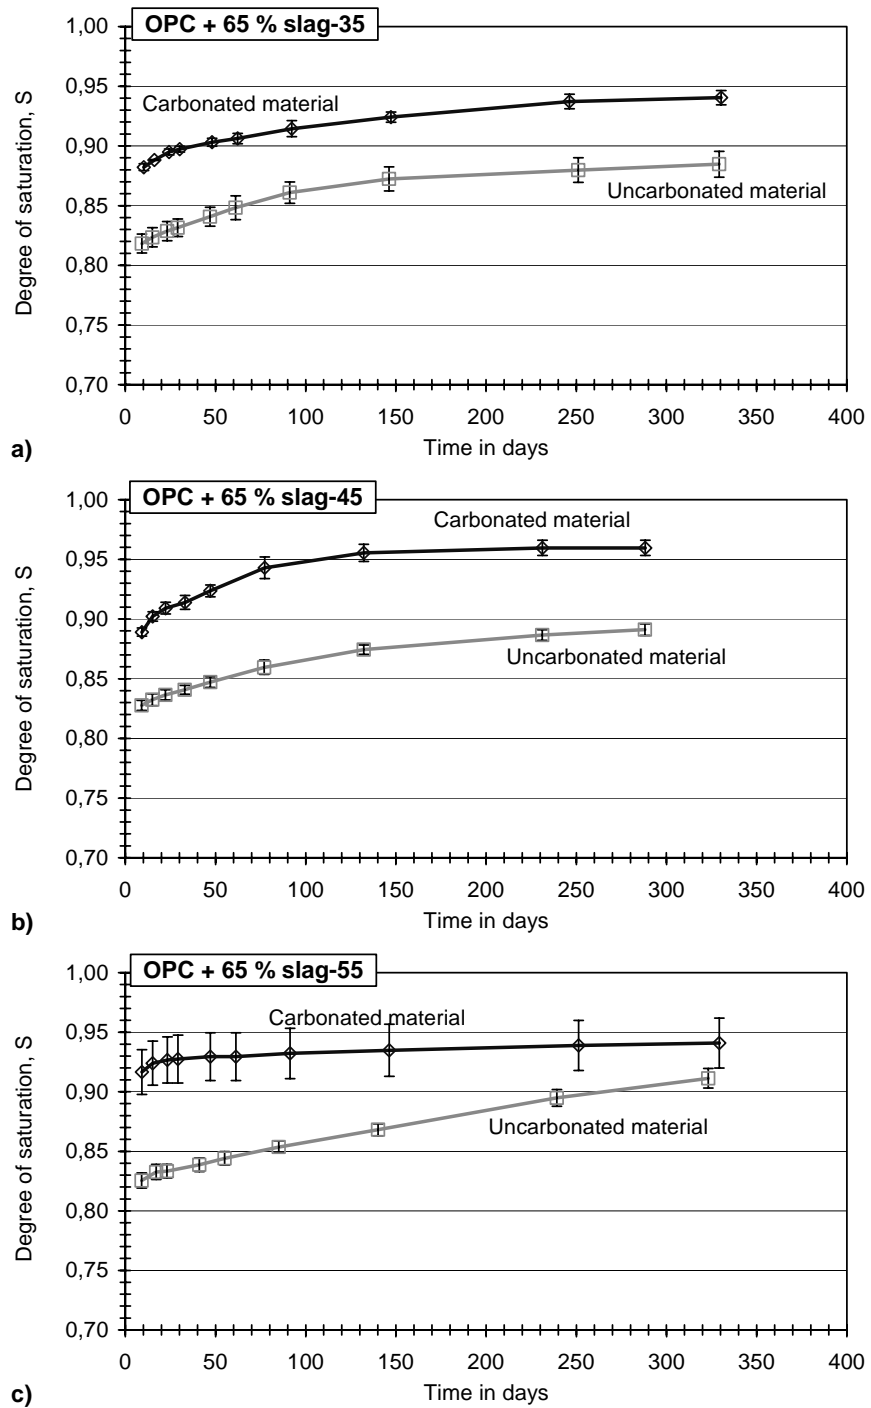 OPC + 65 % slag-35
1,00
0,95
0,90
0,85
0,80
0,75
0,70
Degree of saturation, S
Carbonated material
Uncarbonated material
0 50 100 150 200 250 300 350 400
Time in days
a)
OPC + 65 % slag-45
1,00
0,95
0,90
0,85
0,80
0,75
0,70
Degree of saturation, S
Carbonated material
Uncarbonated material
0 50 100 150 200 250 300 350 400
Time in days
b)
OPC + 65 % slag-55
1,00
0,95
0,90
0,85
0,80
0,75
0,70
Degree of saturation, S
Carbonated material
Uncarbonated material
0 50 100 150 200 250 300 350 400
Time in days
c)